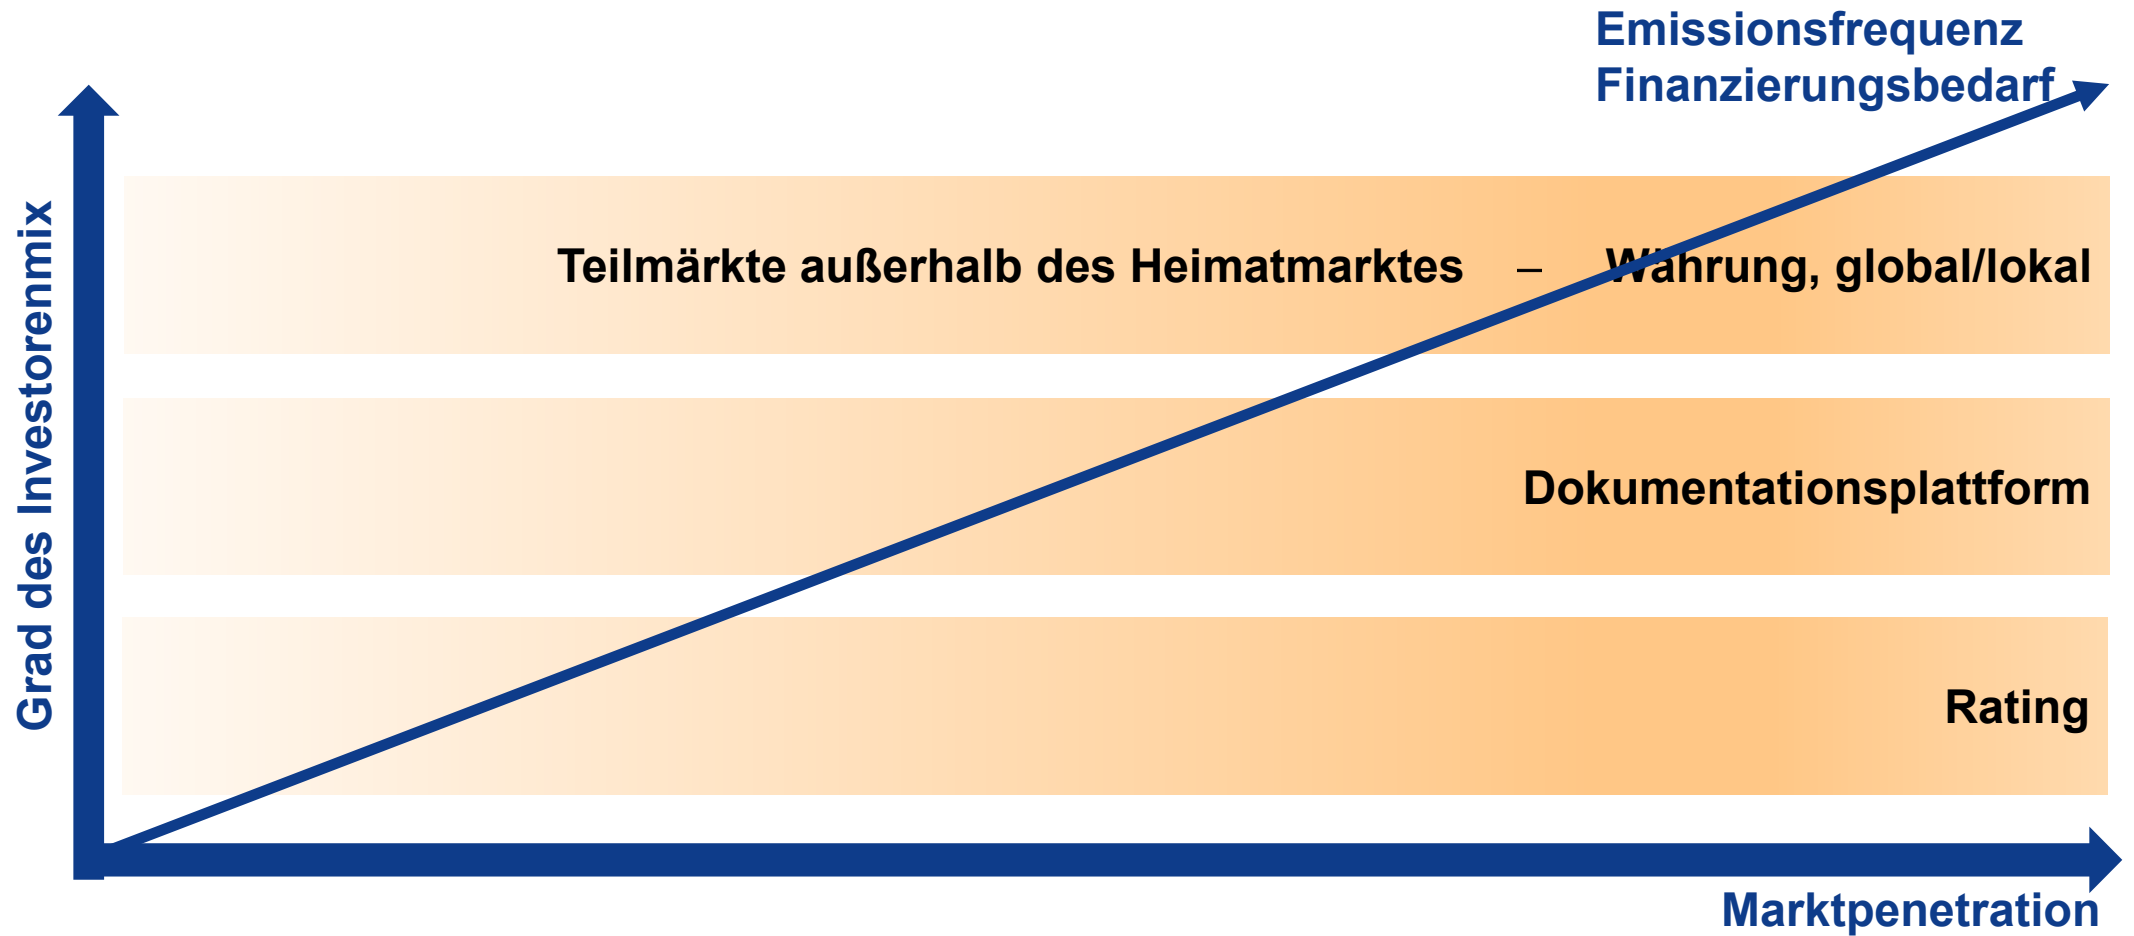 Emissionsfrequenz
Finanzierungsbedarf
Grad des Investorenmix
Teilmärkte außerhalb des Heimatmarktes – Währung, global/lokal
Dokumentationsplattform
Rating
Marktpenetration